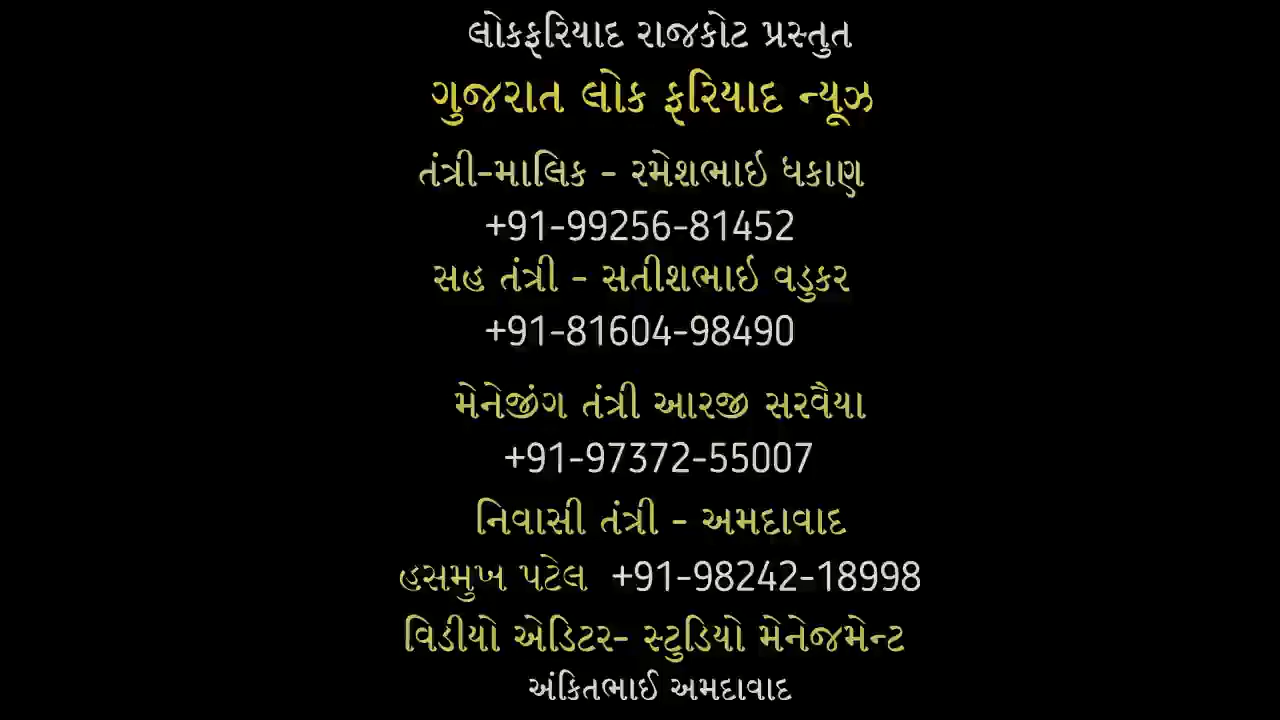 લોકફરિયાદ રાજકોટ પ્રસ્તુત
ગુજરાત લોક ફરિયાદ ન્યૂઝ
તંત્રી-માલિક - રમેશભાઇ ધકાણ
+91-99256-81452
સહ તંત્રી - સતીશભાઇ વડુકર
+91-81604-98490
મેનેજીંગ તંત્રી આરજી સરવૈયા
+91-97372-55007
નિવાસી તંત્રી - અમદાવાદ
હસમુખ પટેલ +91-98242-18998
વિડીયો એડિટર- સ્ટુડિયો મેનેજમેન્ટ
અંકિતભાઈ અમદાવાદ